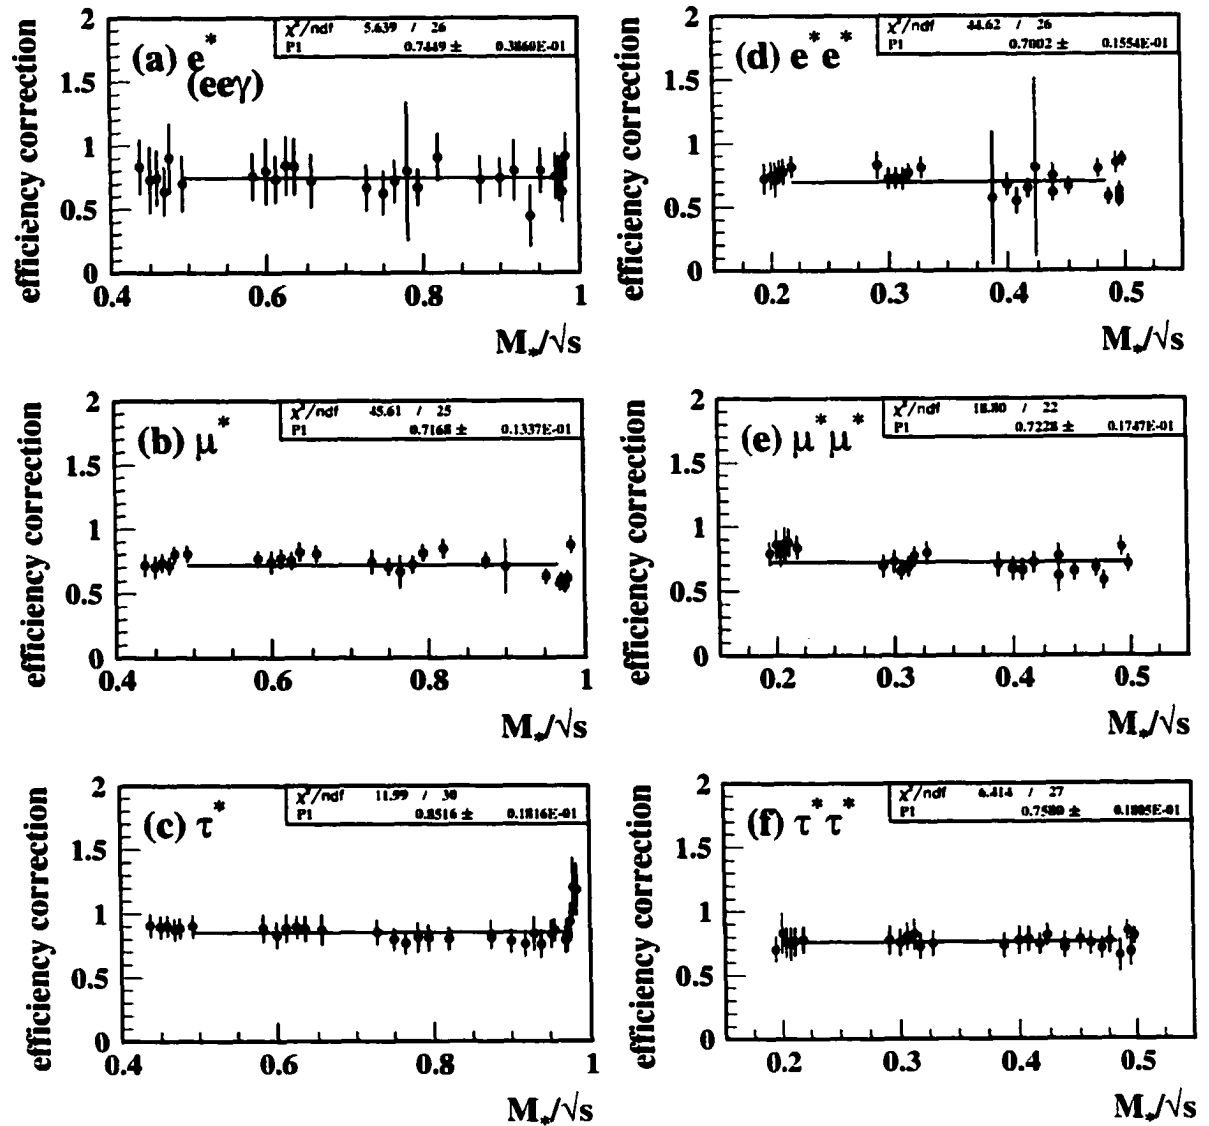 (a) e*
(eeγ)
χ²/ndf 5.639 / 26
P1 0.7449 ± 0.3860E-01
efficiency correction
2
1.5
1
0.5
0
0.4 0.6 0.8 1
M*/√s
(d) e*e*
χ²/ndf 44.62 / 26
P1 0.7002 ± 0.1554E-01
efficiency correction
2
1.5
1
0.5
0
0.2 0.3 0.4 0.5
M*/√s
(b) μ*
χ²/ndf 45.61 / 25
P1 0.7168 ± 0.1337E-01
efficiency correction
2
1.5
1
0.5
0
0.4 0.6 0.8 1
M*/√s
(e) μ*μ*
χ²/ndf 18.80 / 22
P1 0.7228 ± 0.1747E-01
efficiency correction
2
1.5
1
0.5
0
0.2 0.3 0.4 0.5
M*/√s
(c) τ*
χ²/ndf 11.99 / 30
P1 0.8516 ± 0.1816E-01
efficiency correction
2
1.5
1
0.5
0
0.4 0.6 0.8 1
M*/√s
(f) τ*τ*
χ²/ndf 6.414 / 27
P1 0.7580 ± 0.1805E-01
efficiency correction
2
1.5
1
0.5
0
0.2 0.3 0.4 0.5
M*/√s